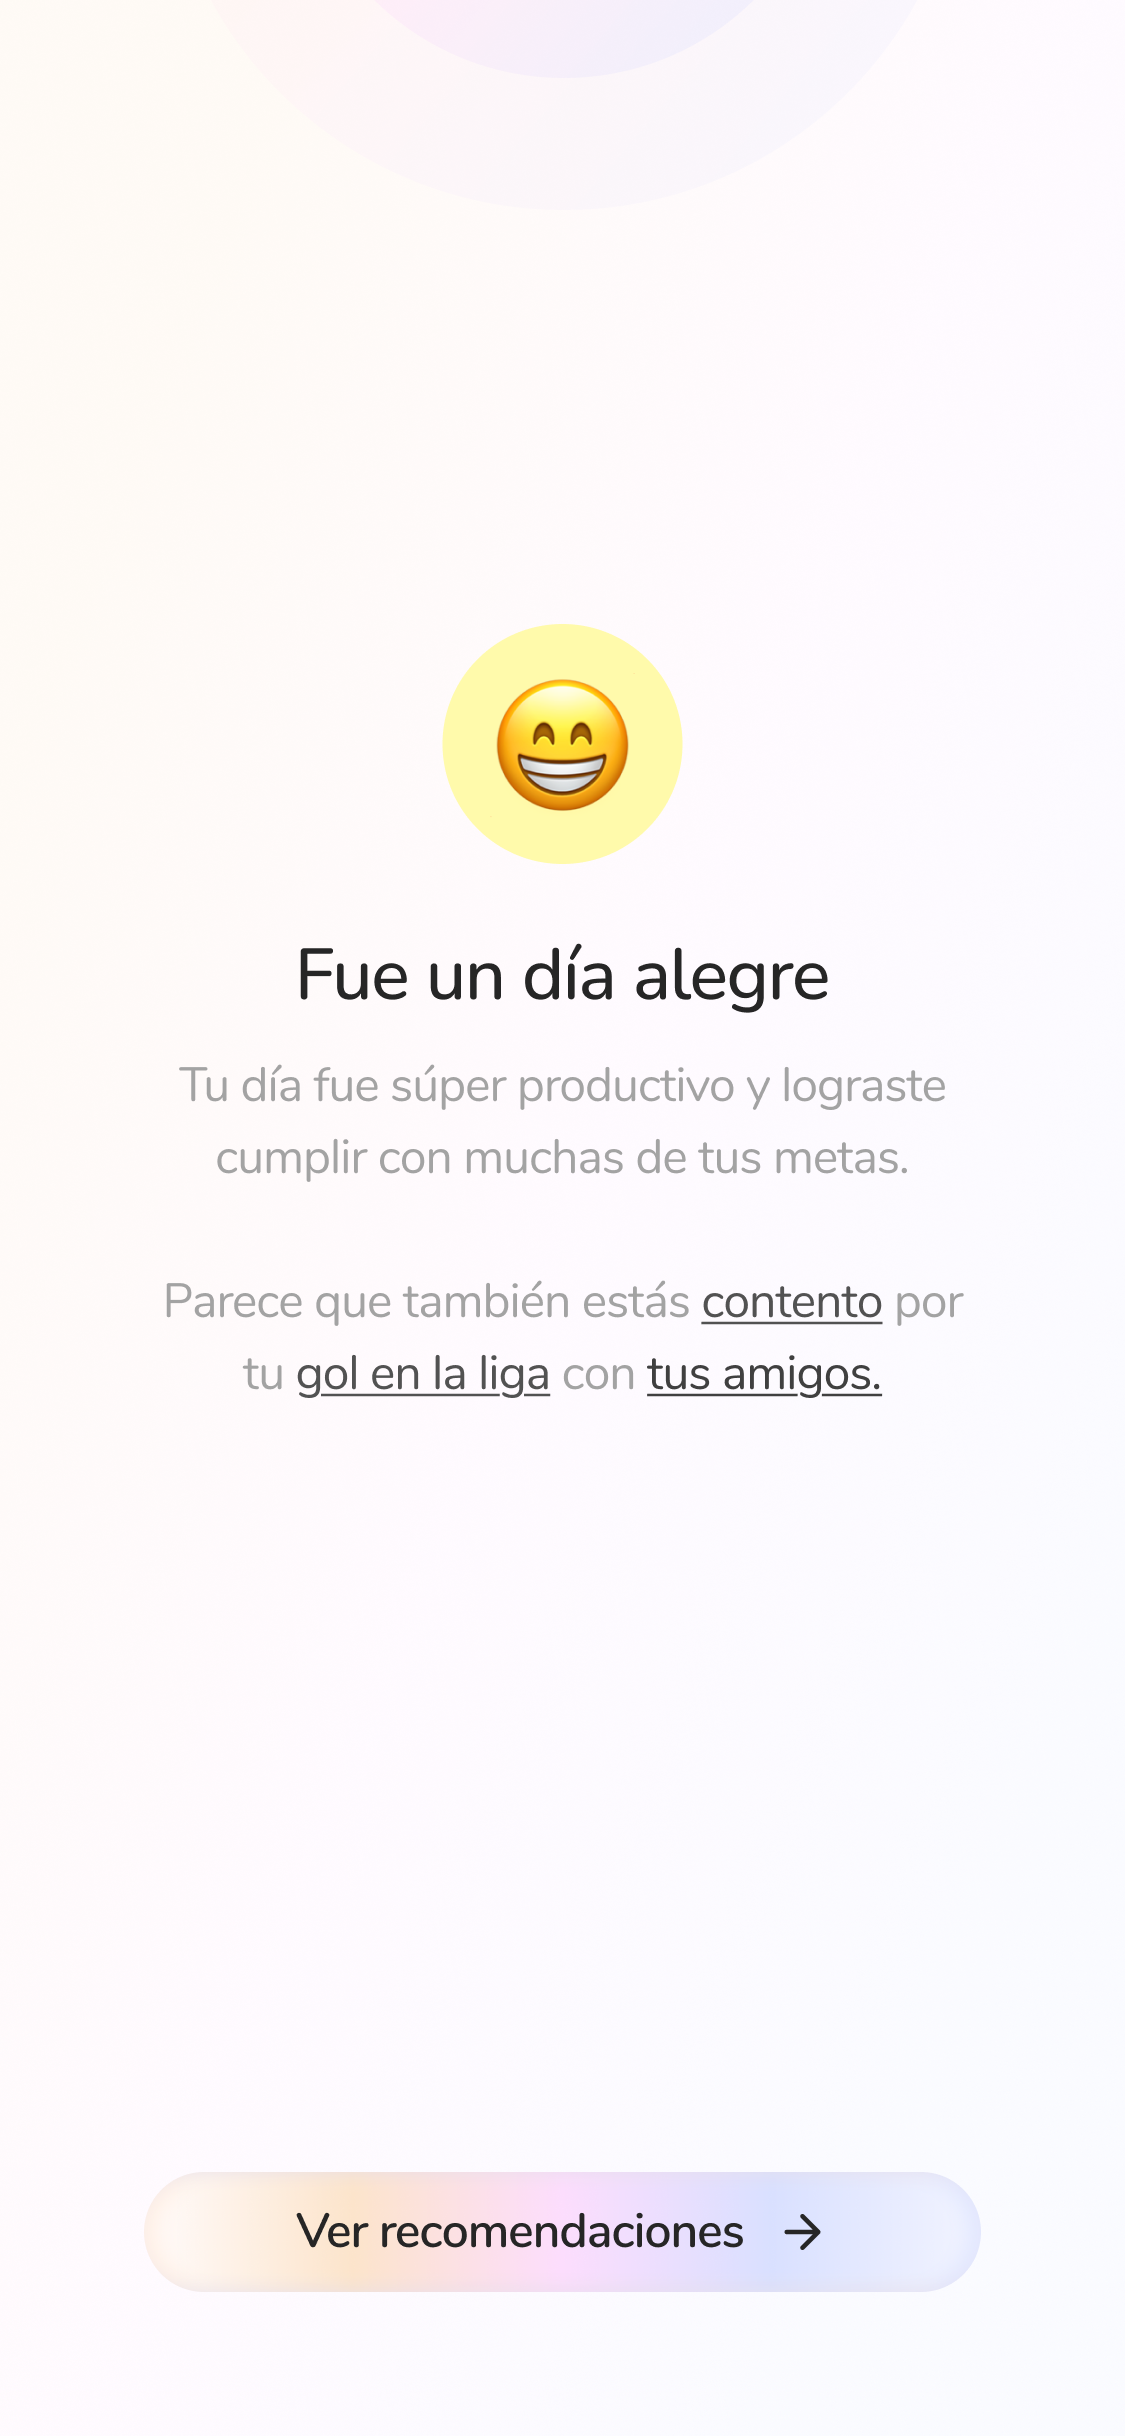 Fue un día alegre
Tu día fue súper productivo y lograste
cumplir con muchas de tus metas.
Parece que también estás contento por
tu gol en la liga con tus amigos.
Ver recomendaciones